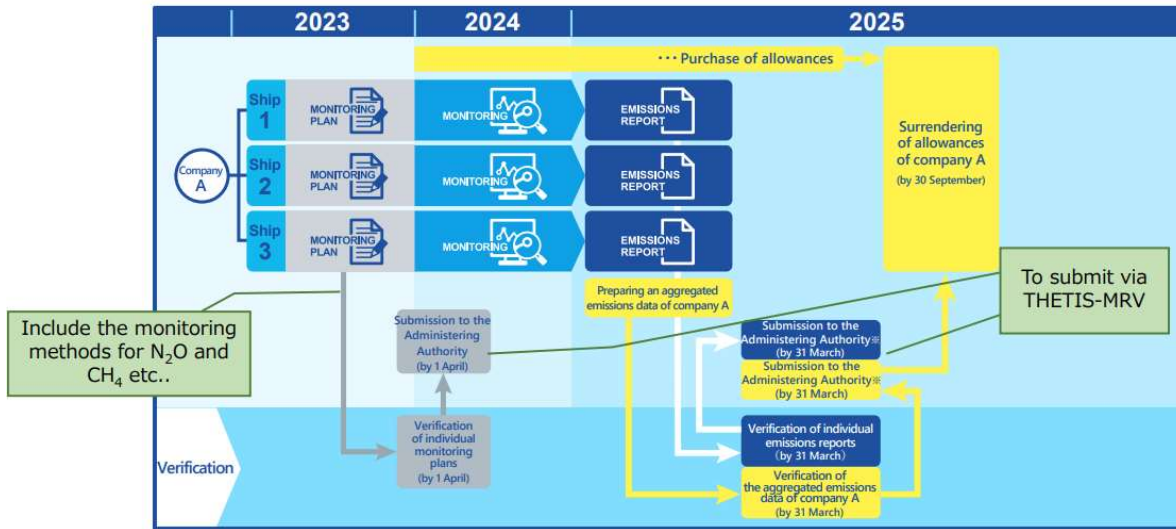 2023
2024
2025
··· Purchase of allowances
Ship
1
MONITORING
PLAN
MONITORING
EMISSIONS
REPORT
Surrendering
of allowances
of company A
(by 30 September)
Company
A
Ship
2
MONITORING
PLAN
MONITORING
EMISSIONS
REPORT
Ship
3
MONITORING
PLAN
MONITORING
EMISSIONS
REPORT
To submit via
THETIS-MRV
Preparing an aggregated
emissions data of company A
Include the monitoring
methods for N₂O and
CH₄ etc..
Submission to the
Administering
Authority
(by 1 April)
Submission to the
Administering Authority※
(by 31 March)
Submission to the
Administering Authority※
(by 31 March)
Verification
Verification
of individual
monitoring
plans
(by 1 April)
Verification of individual
emissions reports
(by 31 March)
Verification of
the aggregated emissions
data of company A
(by 31 March)